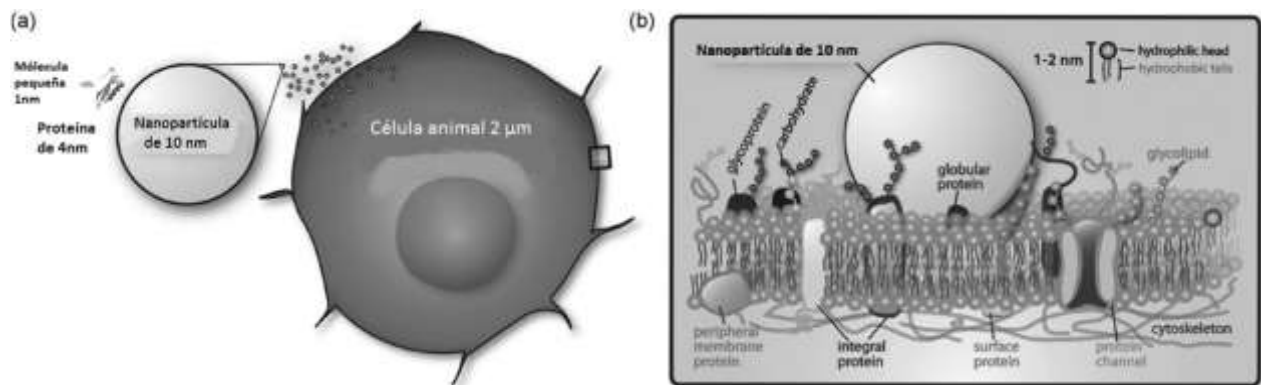 (a)
Mólecula
pequeña
1nm
Proteína
de 4nm
Nanopartícula
de 10 nm
Célula animal 2 µm
(b)
Nanopartícula de 10 nm
1-2 nm
hydrophilic head
hydrophobic tails
glycoprotein
carbohydrate
globular
protein
glycolipid
peripheral
membrane
protein
integral
protein
surface
protein
protein
channel
cytoskeleton